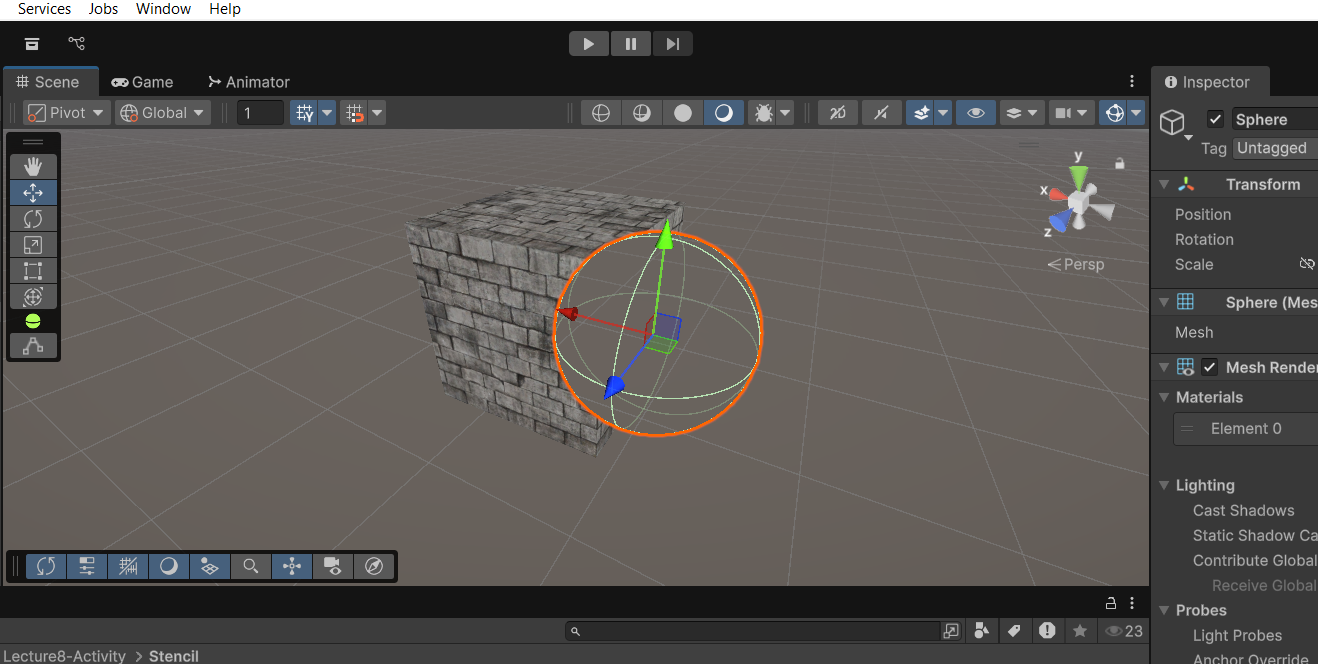 Services Jobs Window Help
Scene Game Animator
Pivot Global 1 2D
Inspector
Sphere
Tag Untagged
Transform
Position
Rotation
Scale
y
x
z
Persp
Sphere (Mes
Mesh
Mesh Rende
Materials
Element 0
Lighting
Cast Shadows
Static Shadow Ca
Contribute Global
Receive Global
Probes
Light Probes
Anchor Override
23
Lecture8-Activity > Stencil